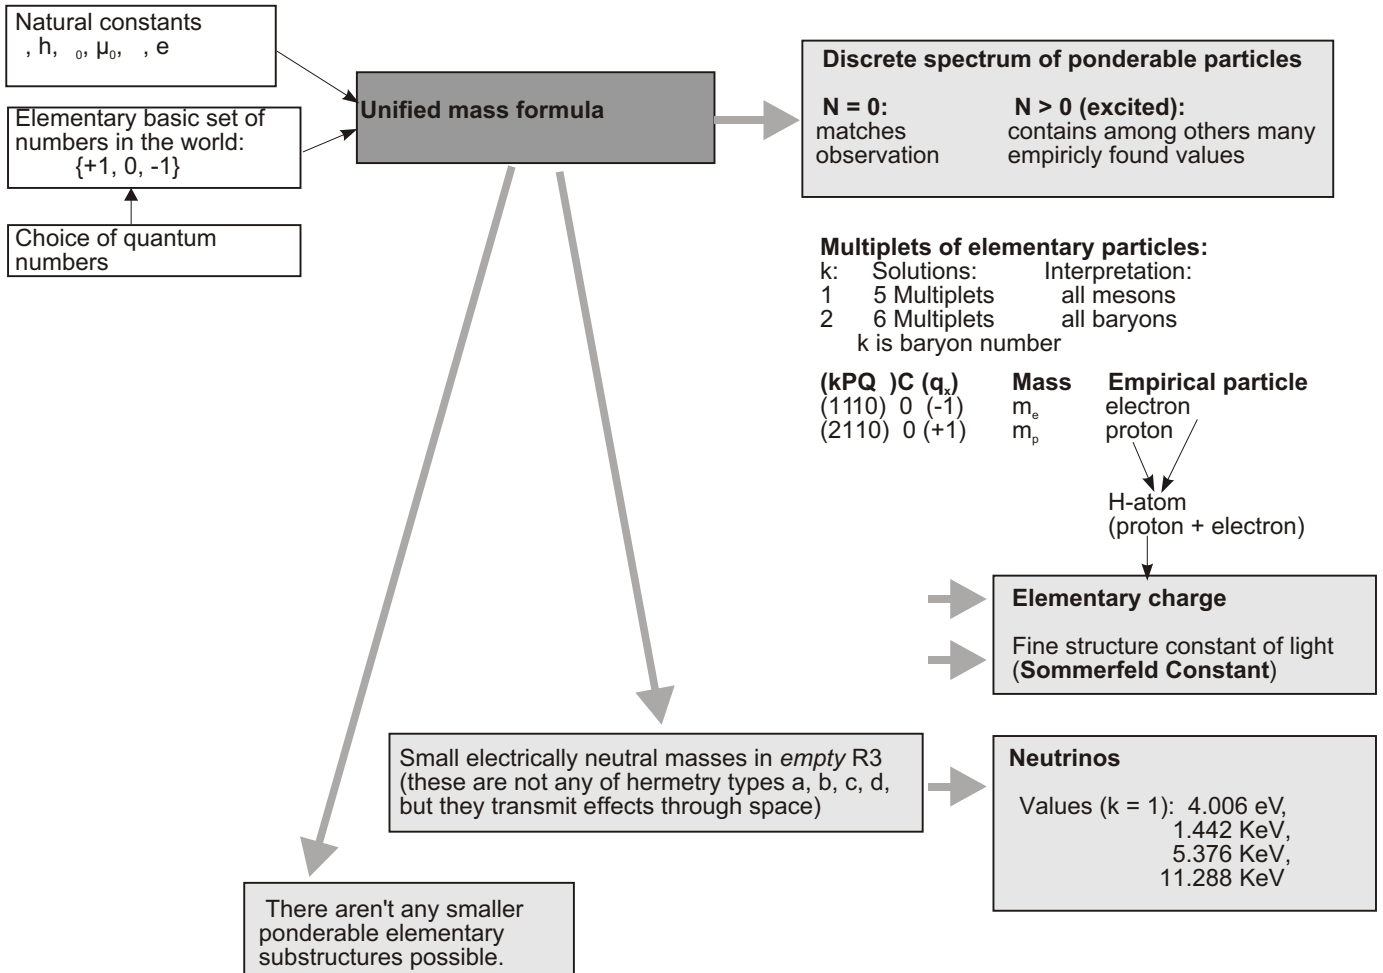 Natural constants
, h, ₀, µ₀, , e
Elementary basic set of
numbers in the world:
{+1, 0, -1}
Choice of quantum
numbers
Unified mass formula
Discrete spectrum of ponderable particles
N = 0: N > 0 (excited):
matches contains among others many
observation empiricly found values
Multiplets of elementary particles:
k: Solutions: Interpretation:
1 5 Multiplets all mesons
2 6 Multiplets all baryons
k is baryon number
(kPQ )C (qₓ) Mass Empirical particle
(1110) 0 (-1) mₑ electron
(2110) 0 (+1) mₚ proton
H-atom
(proton + electron)
Elementary charge
Fine structure constant of light
(Sommerfeld Constant)
Small electrically neutral masses in empty R3
(these are not any of hermetry types a, b, c, d,
but they transmit effects through space)
Neutrinos
Values (k = 1): 4.006 eV,
1.442 KeV,
5.376 KeV,
11.288 KeV
There aren't any smaller
ponderable elementary
substructures possible.